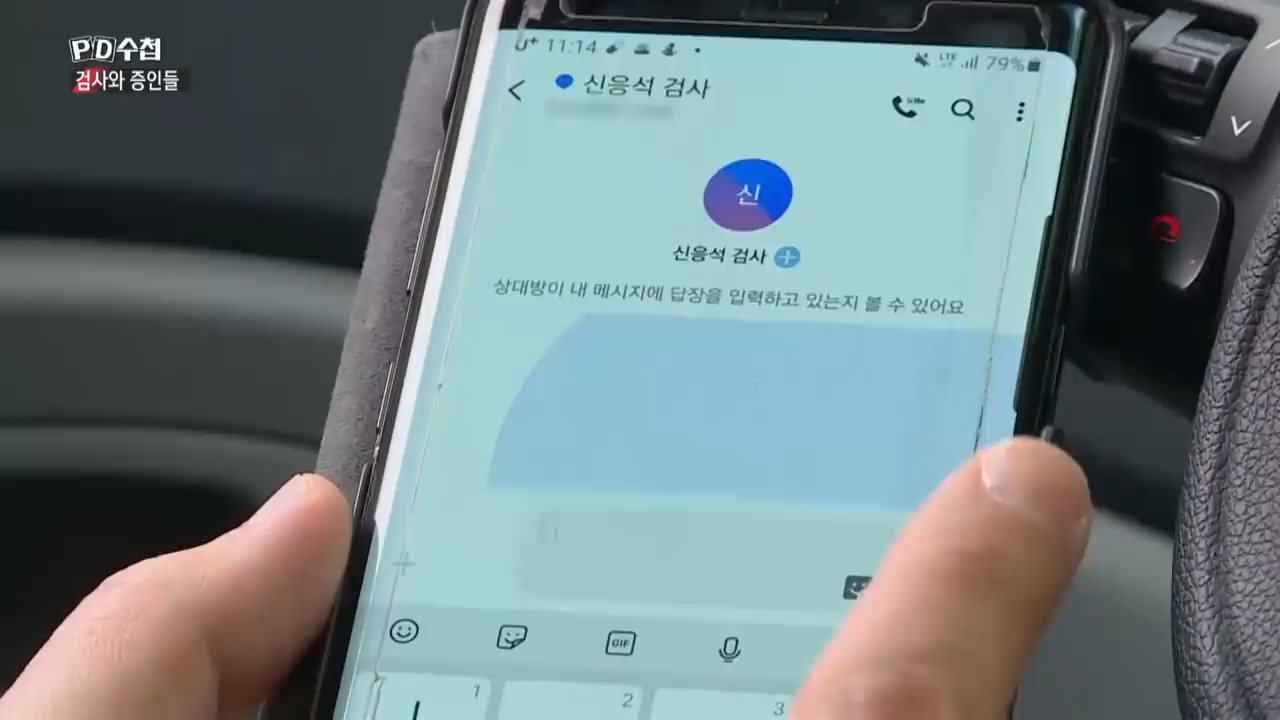 PD수첩
검사와 증인들
U+ 11:14
LTE 79%
신응석 검사
신
신응석 검사
상대방이 내 메시지에 답장을 입력하고 있는지 볼 수 있어요
GIF
1 2 3